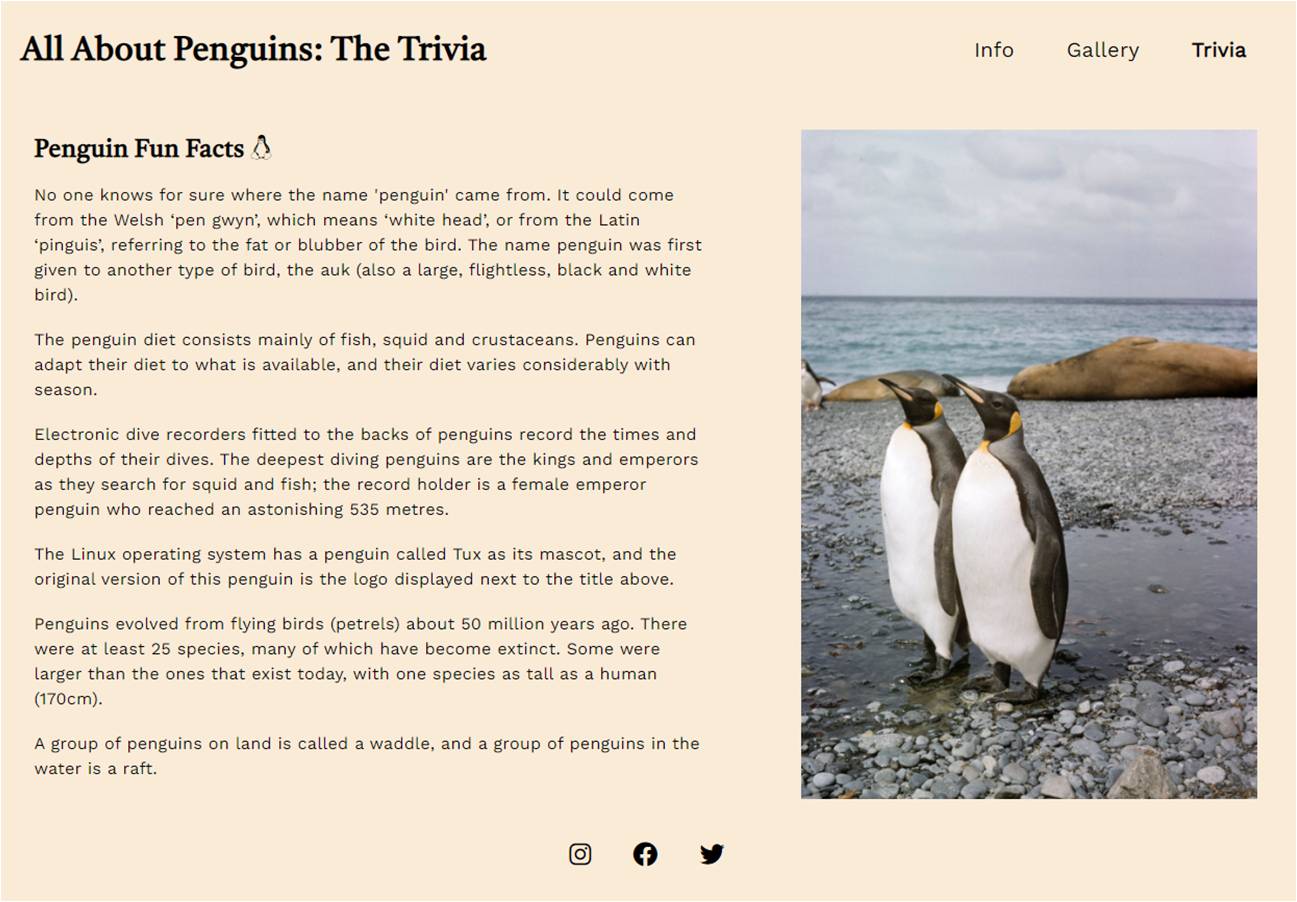 All About Penguins: The Trivia
Info Gallery Trivia
Penguin Fun Facts
No one knows for sure where the name 'penguin' came from. It could come
from the Welsh ‘pen gwyn’, which means ‘white head’, or from the Latin
‘pinguis’, referring to the fat or blubber of the bird. The name penguin was first
given to another type of bird, the auk (also a large, flightless, black and white
bird).
The penguin diet consists mainly of fish, squid and crustaceans. Penguins can
adapt their diet to what is available, and their diet varies considerably with
season.
Electronic dive recorders fitted to the backs of penguins record the times and
depths of their dives. The deepest diving penguins are the kings and emperors
as they search for squid and fish; the record holder is a female emperor
penguin who reached an astonishing 535 metres.
The Linux operating system has a penguin called Tux as its mascot, and the
original version of this penguin is the logo displayed next to the title above.
Penguins evolved from flying birds (petrels) about 50 million years ago. There
were at least 25 species, many of which have become extinct. Some were
larger than the ones that exist today, with one species as tall as a human
(170cm).
A group of penguins on land is called a waddle, and a group of penguins in the
water is a raft.